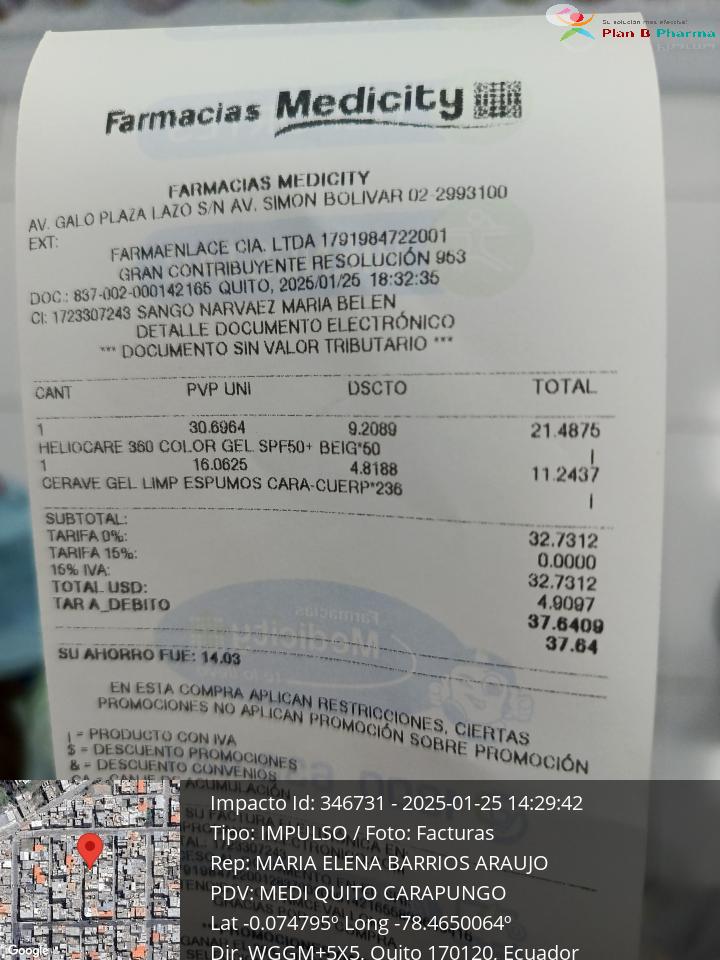 Su solución más efectiva!
Plan B Pharma
Farmacias Medicity
FARMACIAS MEDICITY
AV. GALO PLAZA LAZO S/N AV. SIMON BOLIVAR 02-2993100
EXT:
FARMAENLACE CIA. LTDA 1791984722001
GRAN CONTRIBUYENTE RESOLUCIÓN 953
DOC.: 837-002-000142165 QUITO, 2025/01/25 18:32:35
CI: 1723307243 SANGO NARVAEZ MARIA BELEN
DETALLE DOCUMENTO ELECTRÓNICO
*** DOCUMENTO SIN VALOR TRIBUTARIO ***
CANT PVP UNI DSCTO TOTAL
1 30.6964 9.2089 21.4875
HELIOCARE 360 COLOR GEL SPF50+ BEIG*50 |
1 16.0625 4.8188 11.2437
CERAVE GEL LIMP ESPUMOS CARA-CUERP*236 |
SUBTOTAL: 32.7312
TARIFA 0%: 0.0000
TARIFA 15%: 32.7312
15% IVA: 4.9097
TOTAL USD: 37.6409
TAR A_DEBITO 37.64
SU AHORRO FUE: 14.03
EN ESTA COMPRA APLICAN RESTRICCIONES, CIERTAS
PROMOCIONES NO APLICAN PROMOCIÓN SOBRE PROMOCIÓN
| = PRODUCTO CON IVA
$ = DESCUENTO PROMOCIONES
& = DESCUENTO CONVENIOS
Impacto Id: 346731 - 2025-01-25 14:29:42
Tipo: IMPULSO / Foto: Facturas
Rep: MARIA ELENA BARRIOS ARAUJO
PDV: MEDI QUITO CARAPUNGO
Lat -0.074795º Long -78.4650064º
Dir. WGGM+5X5, Quito 170120, Ecuador
Google